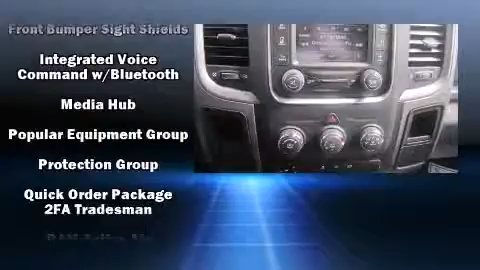 Front Bumper Sight Shields
Integrated Voice
Command w/Bluetooth
Media Hub
Popular Equipment Group
Protection Group
Quick Order Package
2FA Tradesman